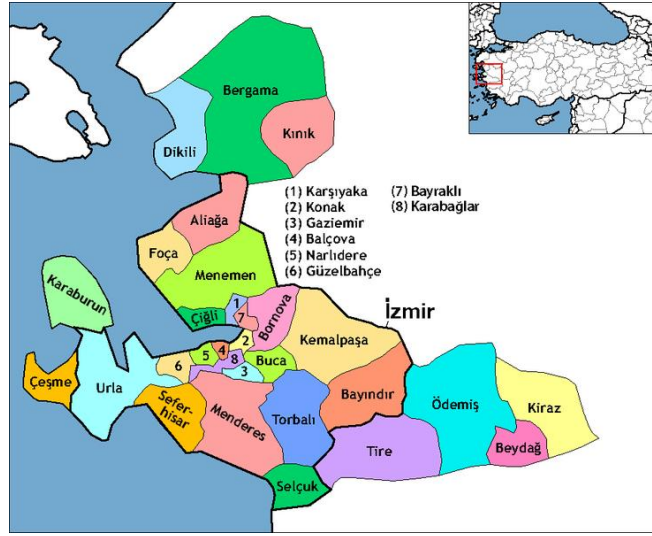 Bergama
Kınık
Dikili
(1) Karşıyaka
(2) Konak
(3) Gaziemir
(4) Balçova
(5) Narlıdere
(6) Güzelbahçe
(7) Bayraklı
(8) Karabağlar
Aliağa
Foça
Menemen
Karaburun
Çiğli
1
7
Bornova
İzmir
2
Kemalpaşa
4
5
8
6
3
Buca
Çeşme
Urla
Sefer-
hisar
Menderes
Torbalı
Bayındır
Ödemiş
Kiraz
Tire
Beydağ
Selçuk